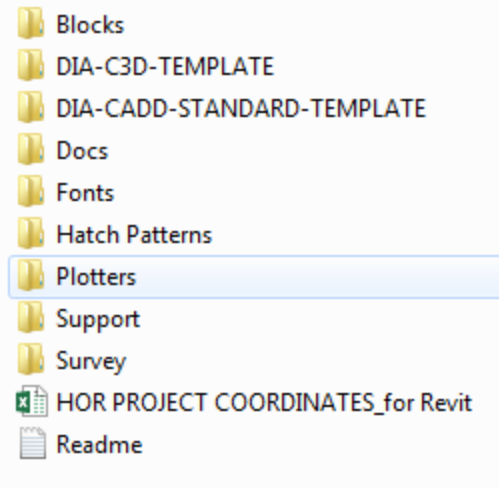 Blocks
DIA-C3D-TEMPLATE
DIA-CADD-STANDARD-TEMPLATE
Docs
Fonts
Hatch Patterns
Plotters
Support
Survey
HOR PROJECT COORDINATES_for Revit
Readme